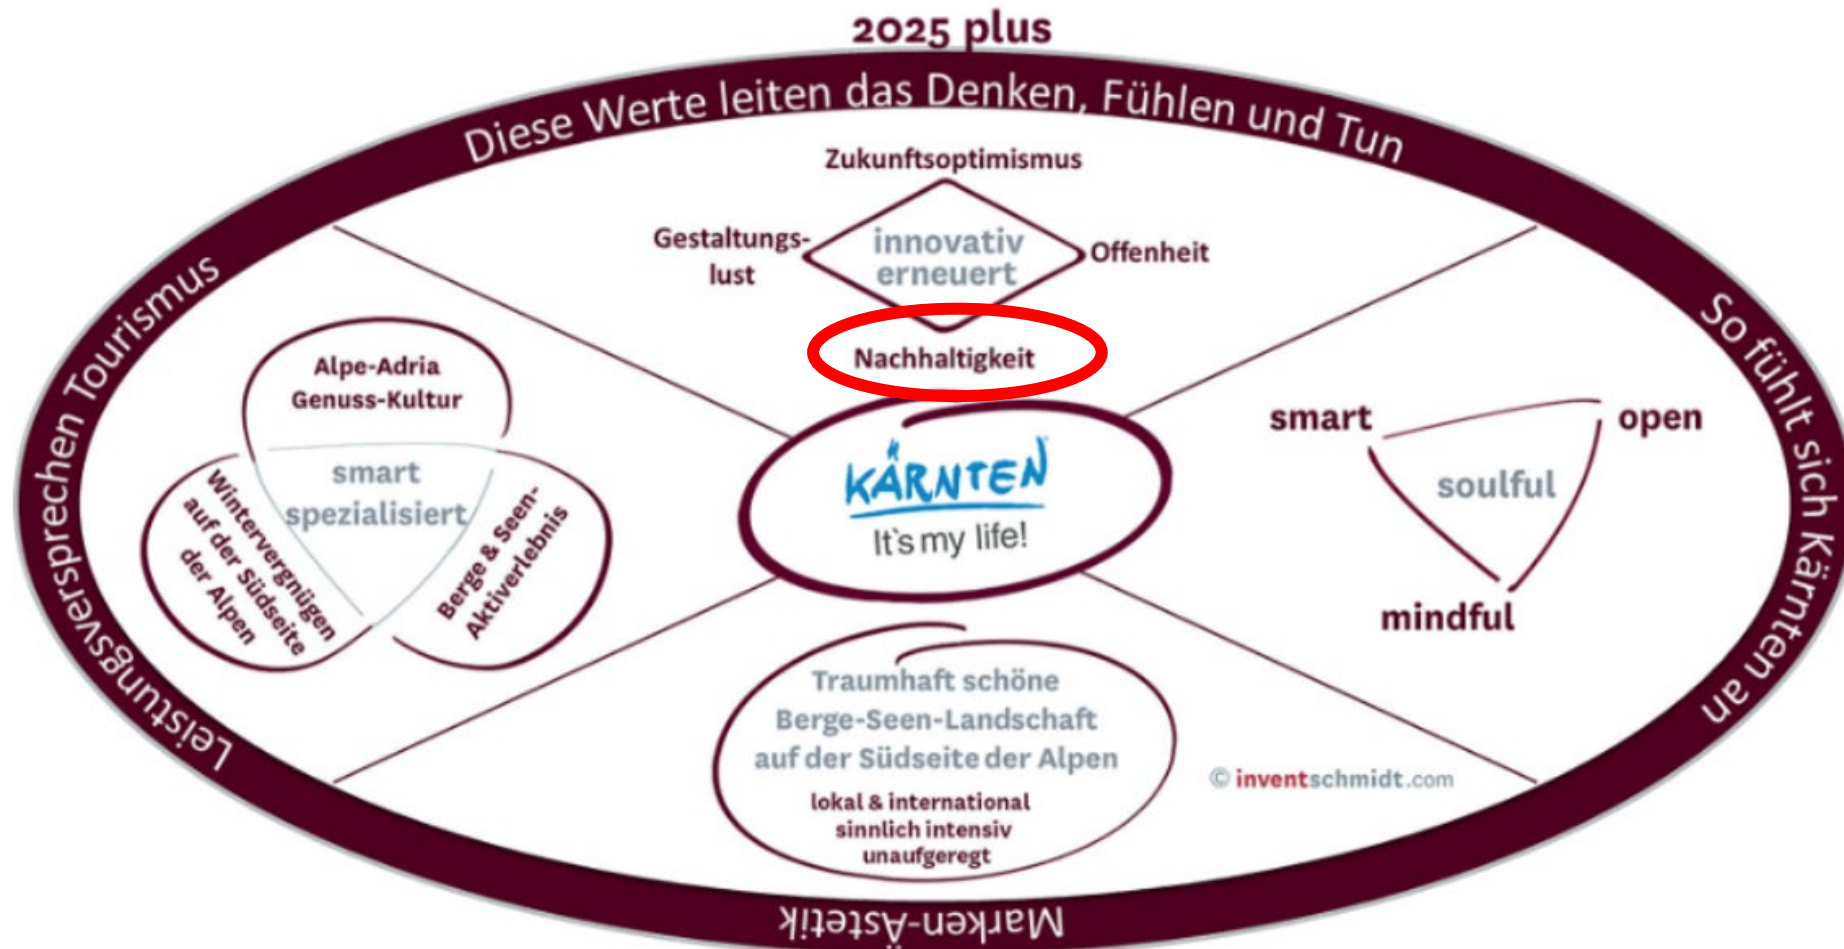 2025 plus
Diese Werte leiten das Denken, Fühlen und Tun
Zukunftsoptimismus
Gestaltungs-
lust
innovativ
erneuert
Offenheit
Nachhaltigkeit
Leistungsversprechen Tourismus
Alpe-Adria
Genuss-Kultur
smart
spezialisiert
Wintervergnügen
auf der Südseite
der Alpen
Berge & Seen-
Aktiverlebnis
KÄRNTEN
It's my life!
So fühlt sich Kärnten an
smart
open
soulful
mindful
Traumhaft schöne
Berge-Seen-Landschaft
auf der Südseite der Alpen
lokal & international
sinnlich intensiv
unaufgeregt
© inventschmidt.com
Marken-Ästetik